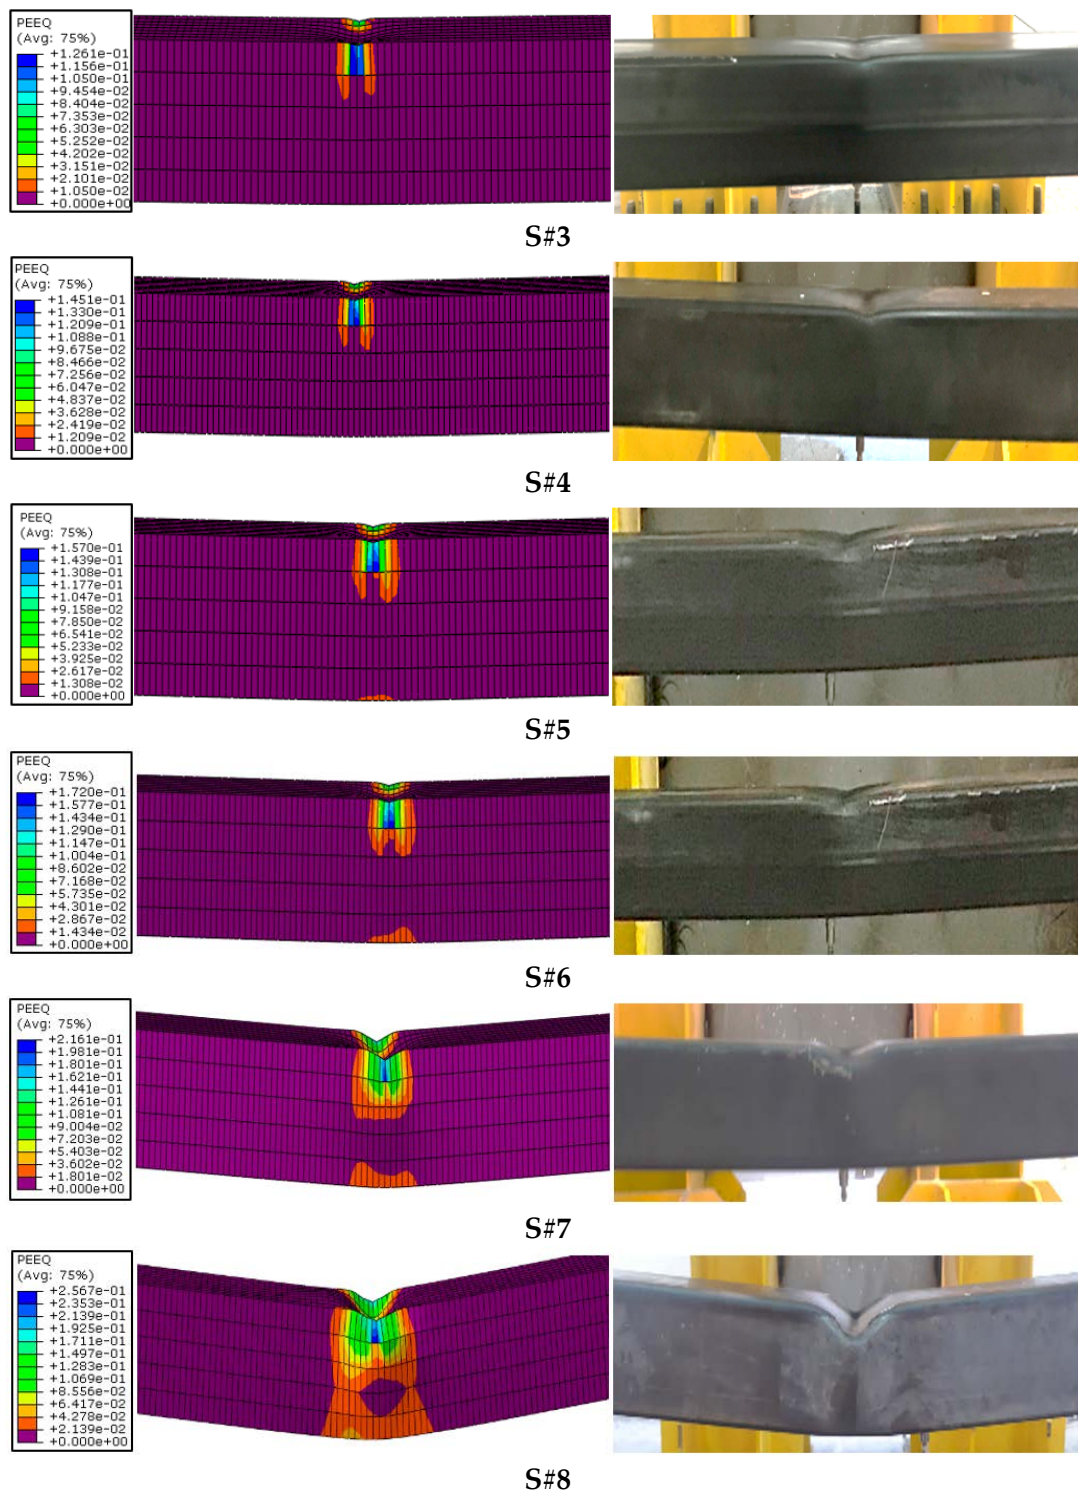 PEEQ
(Avg: 75%)
+1.261e-01
+1.156e-01
+1.050e-01
+9.454e-02
+8.404e-02
+7.353e-02
+6.303e-02
+5.252e-02
+4.202e-02
+3.151e-02
+2.101e-02
+1.050e-02
+0.000e+00
S#3
PEEQ
(Avg: 75%)
+1.451e-01
+1.330e-01
+1.209e-01
+1.088e-01
+9.675e-02
+8.466e-02
+7.256e-02
+6.047e-02
+4.837e-02
+3.628e-02
+2.419e-02
+1.209e-02
+0.000e+00
S#4
PEEQ
(Avg: 75%)
+1.570e-01
+1.439e-01
+1.308e-01
+1.177e-01
+1.047e-01
+9.158e-02
+7.850e-02
+6.541e-02
+5.233e-02
+3.925e-02
+2.617e-02
+1.308e-02
+0.000e+00
S#5
PEEQ
(Avg: 75%)
+1.720e-01
+1.577e-01
+1.434e-01
+1.290e-01
+1.147e-01
+1.004e-01
+8.602e-02
+7.168e-02
+5.735e-02
+4.301e-02
+2.867e-02
+1.434e-02
+0.000e+00
S#6
PEEQ
(Avg: 75%)
+2.161e-01
+1.981e-01
+1.801e-01
+1.621e-01
+1.441e-01
+1.261e-01
+1.081e-01
+9.004e-02
+7.203e-02
+5.403e-02
+3.602e-02
+1.801e-02
+0.000e+00
S#7
PEEQ
(Avg: 75%)
+2.567e-01
+2.353e-01
+2.139e-01
+1.925e-01
+1.711e-01
+1.497e-01
+1.283e-01
+1.069e-01
+8.556e-02
+6.417e-02
+4.278e-02
+2.139e-02
+0.000e+00
S#8